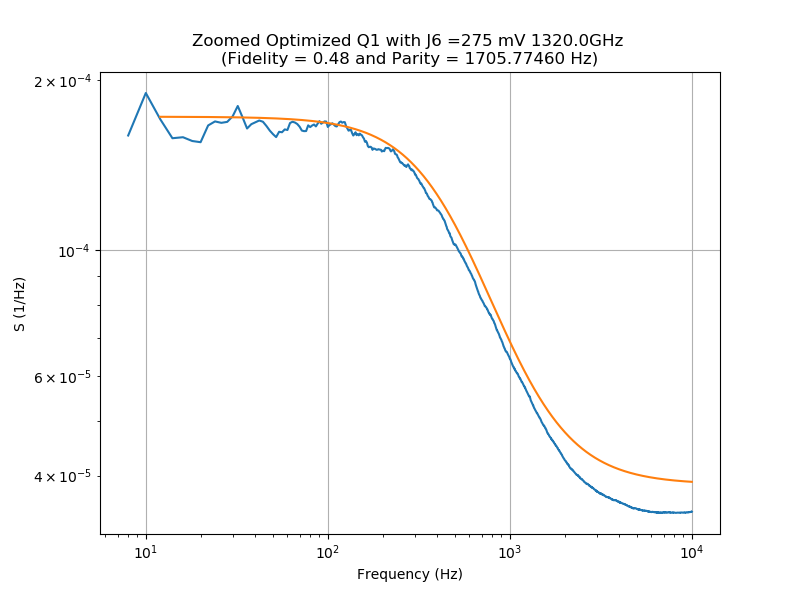 Zoomed Optimized Q1 with J6 =275 mV 1320.0GHz
(Fidelity = 0.48 and Parity = 1705.77460 Hz)
2 × 10⁻⁴
10⁻⁴
6 × 10⁻⁵
4 × 10⁻⁵
S (1/Hz)
10¹ 10² 10³ 10⁴
Frequency (Hz)